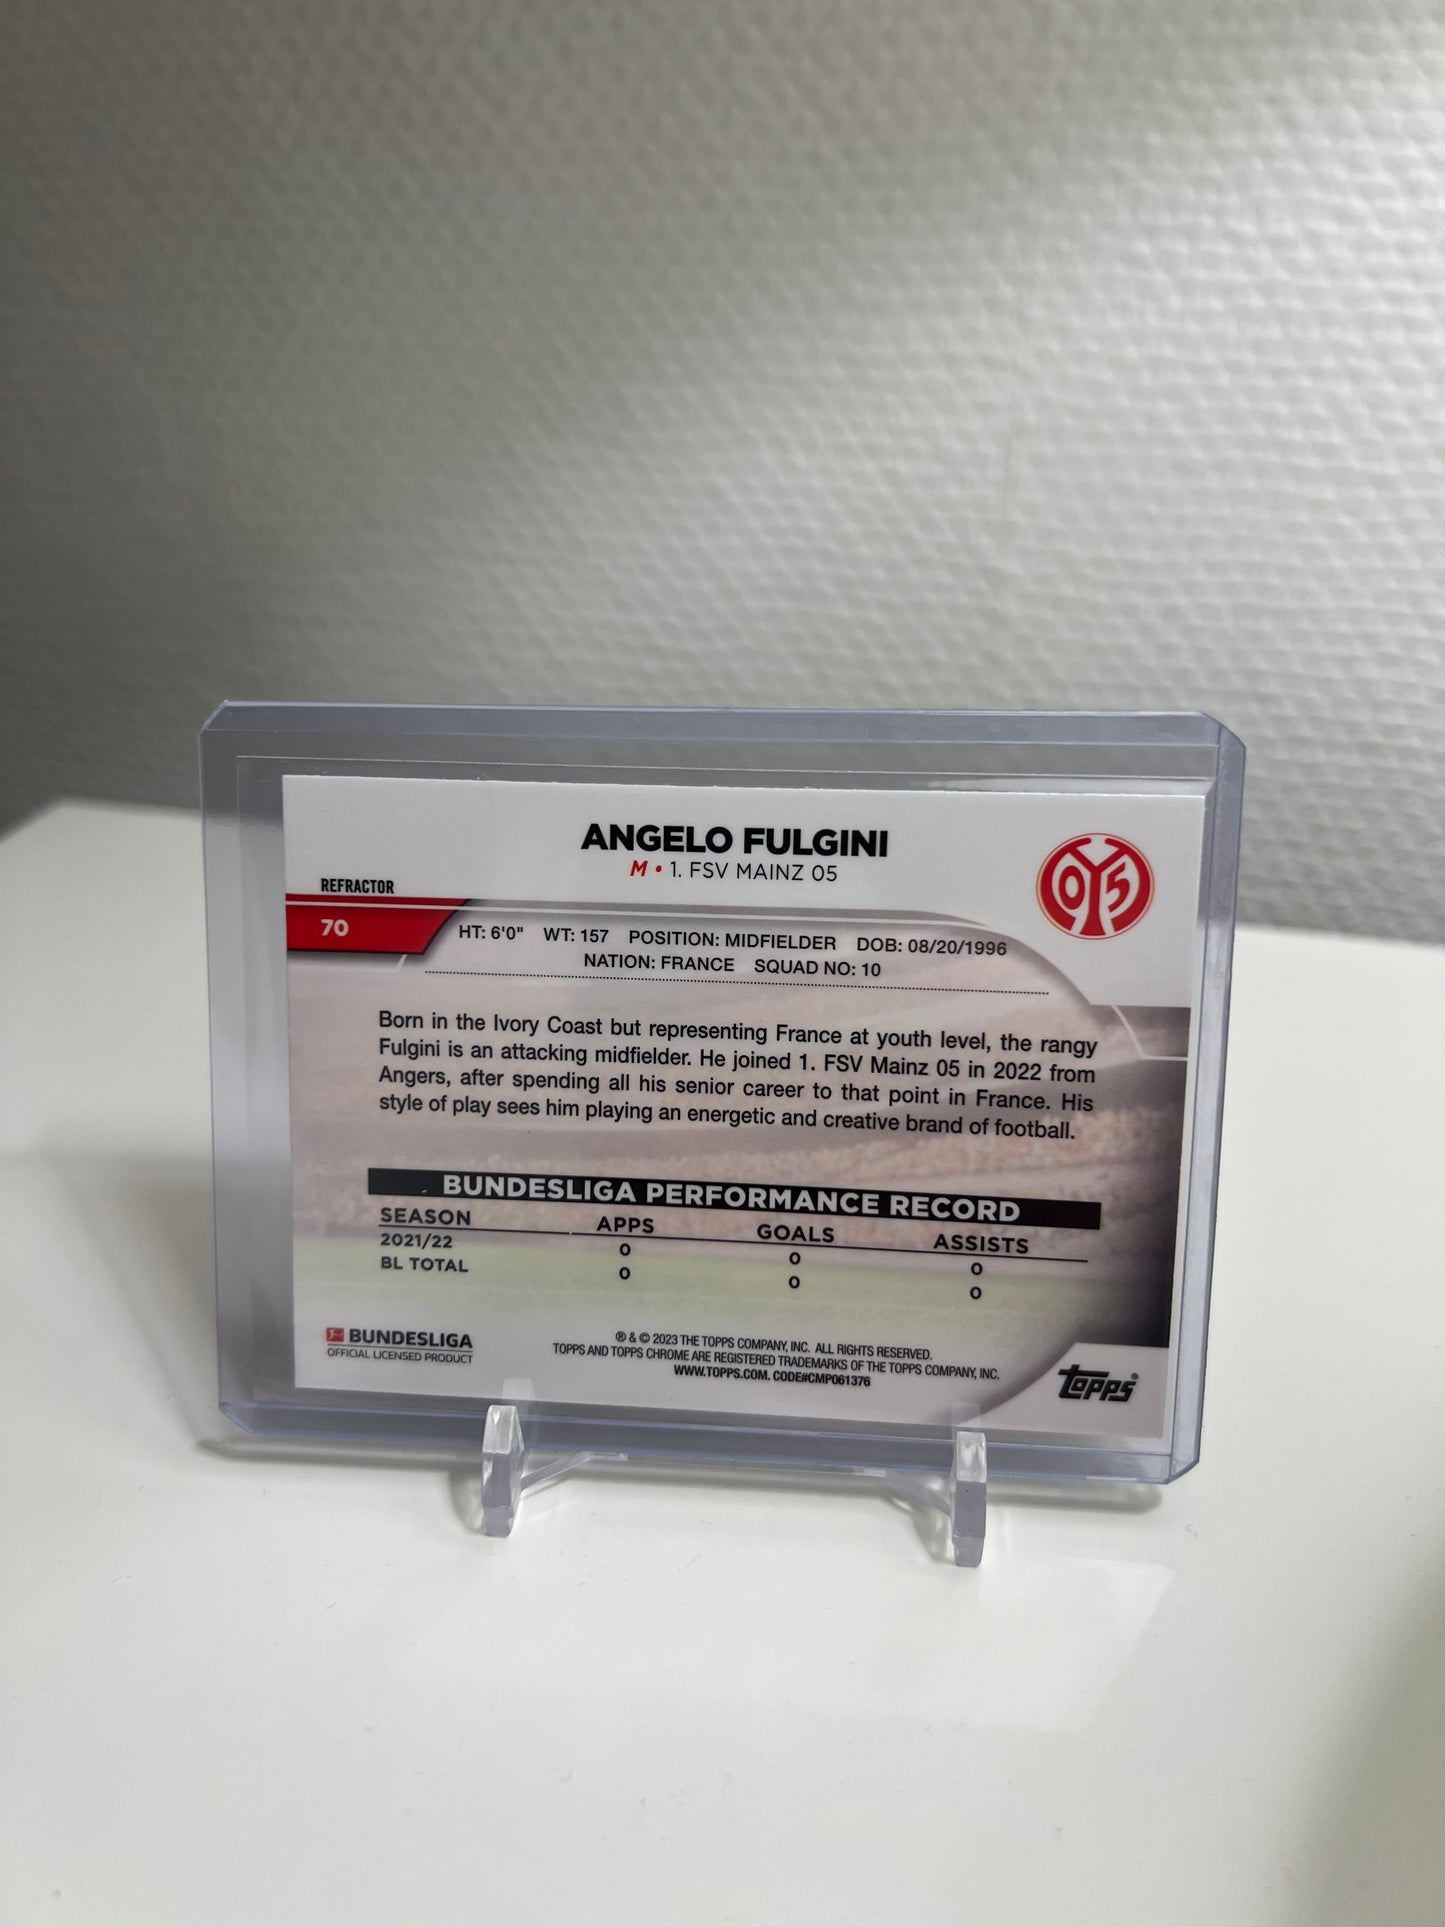 ANGELO FULGINI
M • 1. FSV MAINZ 05
05
REFRACTOR
70
HT: 6'0" WT: 157 POSITION: MIDFIELDER DOB: 08/20/1996
NATION: FRANCE SQUAD NO: 10
Born in the Ivory Coast but representing France at youth level, the rangy
Fulgini is an attacking midfielder. He joined 1. FSV Mainz 05 in 2022 from
Angers, after spending all his senior career to that point in France. His
style of play sees him playing an energetic and creative brand of football.
BUNDESLIGA PERFORMANCE RECORD
SEASON APPS GOALS ASSISTS
2021/22 0 0 0
BL TOTAL 0 0 0
BUNDESLIGA
OFFICIAL LICENSED PRODUCT
® & © 2023 THE TOPPS COMPANY, INC. ALL RIGHTS RESERVED.
TOPPS AND TOPPS CHROME ARE REGISTERED TRADEMARKS OF THE TOPPS COMPANY, INC.
WWW.TOPPS.COM. CODE#CMP061376
topps®